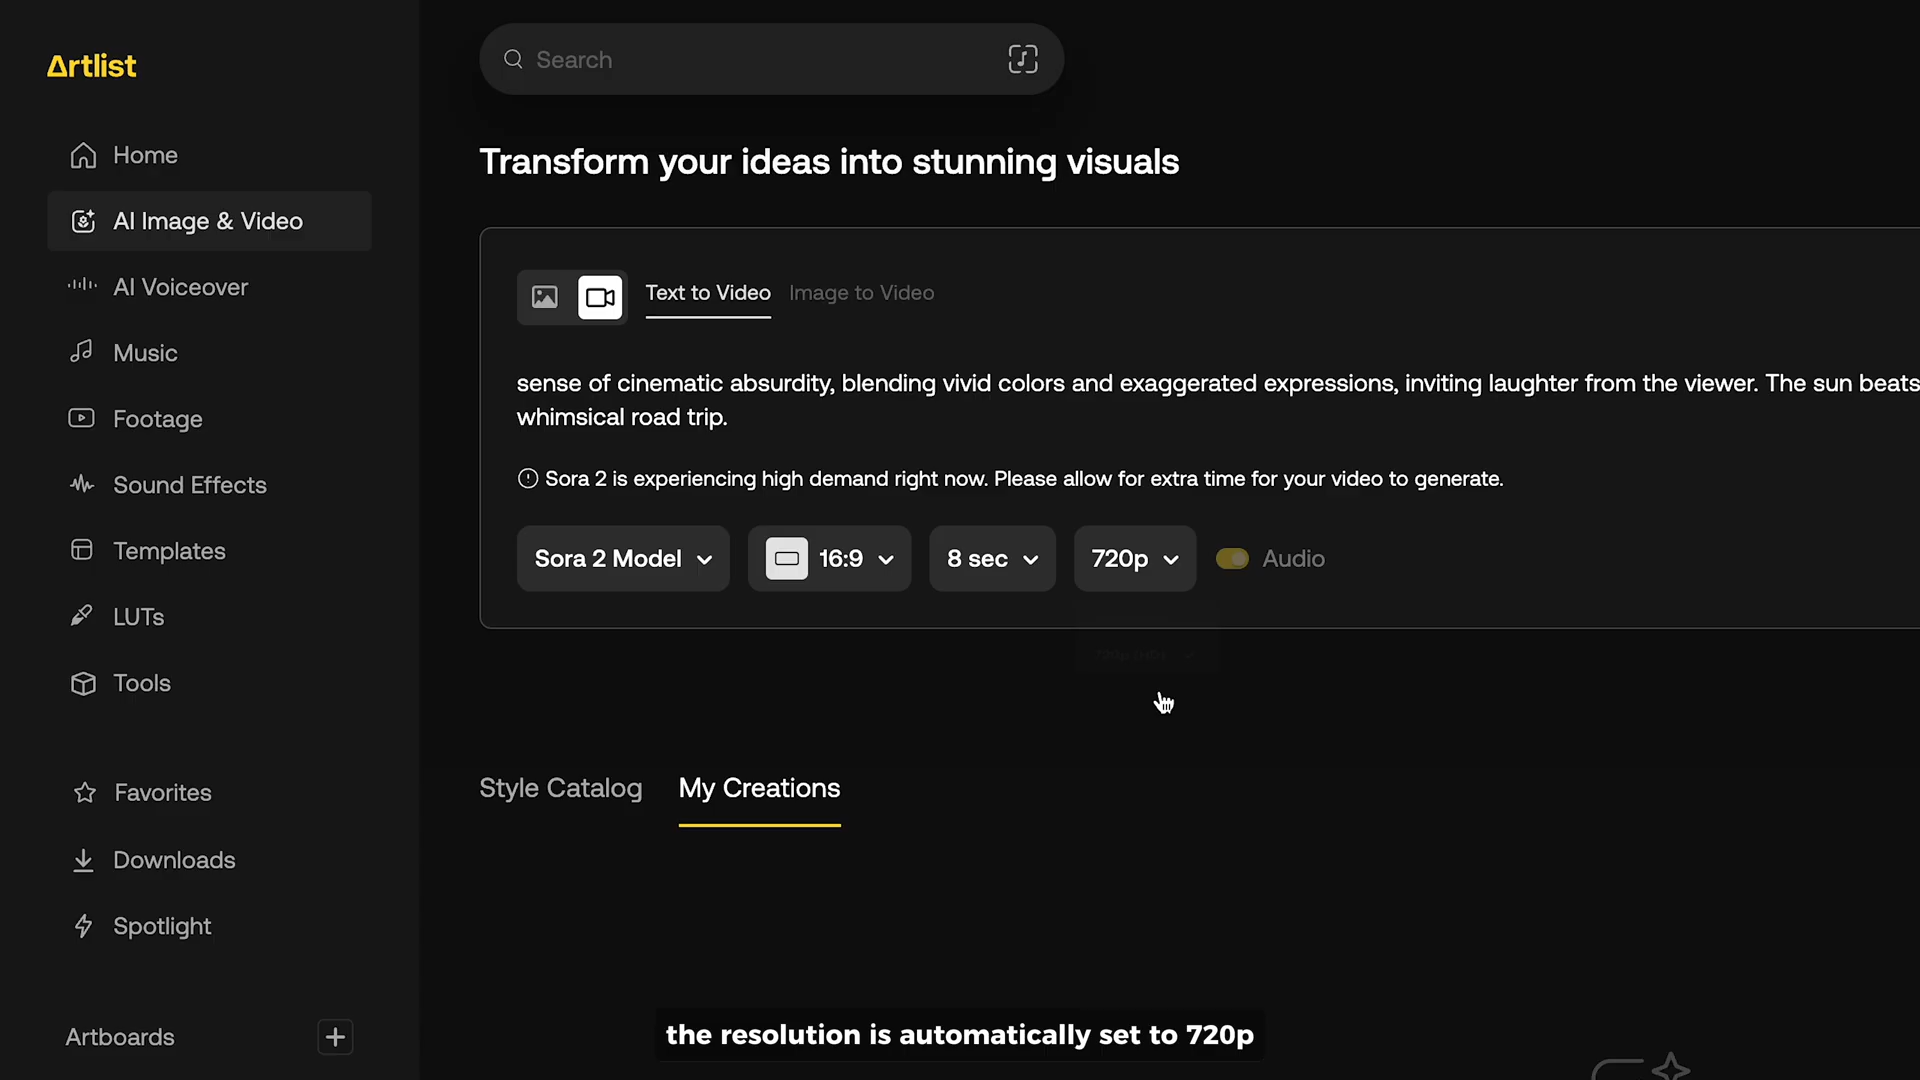 Artlist
Search
Home
AI Image & Video
AI Voiceover
Music
Footage
Sound Effects
Templates
LUTs
Tools
Favorites
Downloads
Spotlight
Artboards
Transform your ideas into stunning visuals
Text to Video
Image to Video
sense of cinematic absurdity, blending vivid colors and exaggerated expressions, inviting laughter from the viewer. The sun beats
whimsical road trip.
Sora 2 is experiencing high demand right now. Please allow for extra time for your video to generate.
Sora 2 Model
16:9
8 sec
720p
Audio
Style Catalog
My Creations
the resolution is automatically set to 720p